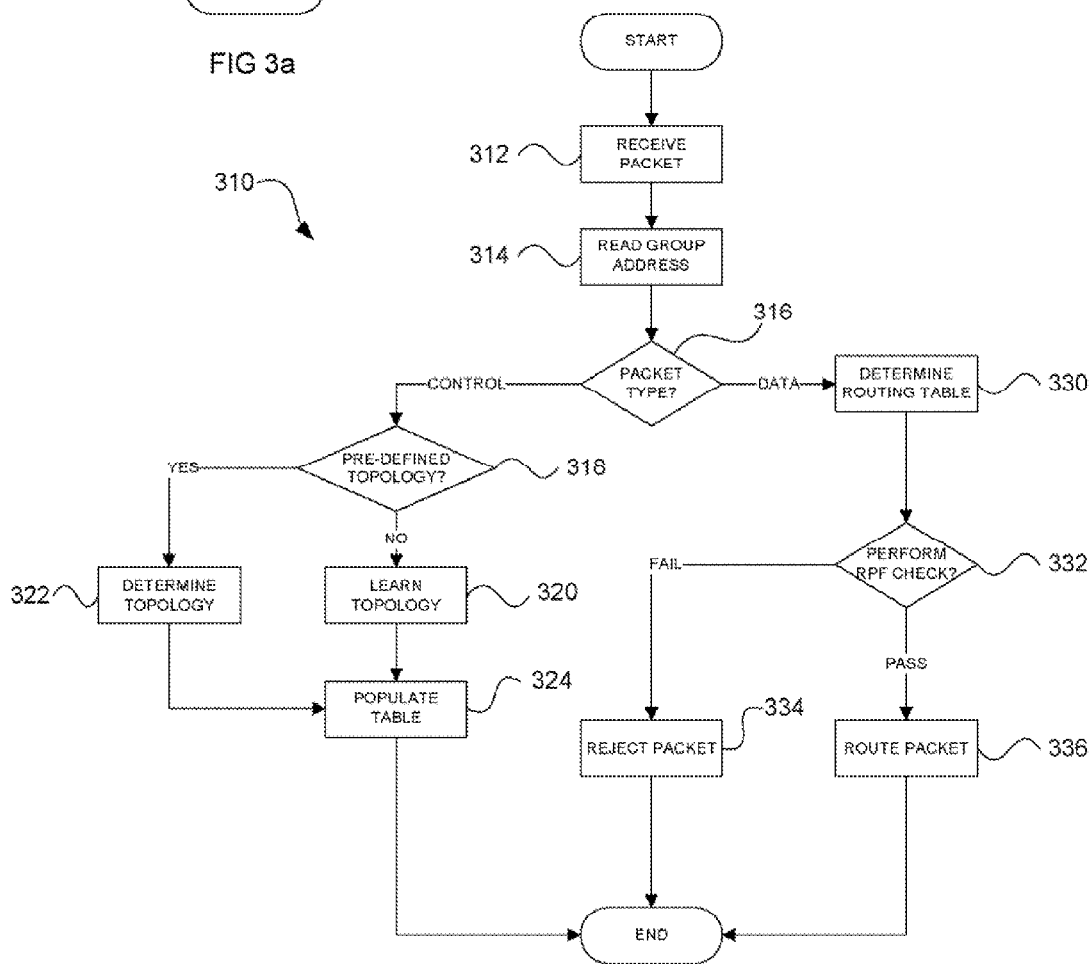 FIG 3a
START
312
RECEIVE
PACKET
310
314
READ GROUP
ADDRESS
316
CONTROL
PACKET
TYPE?
DATA
DETERMINE
ROUTING TABLE
330
YES
PRE-DEFINED
TOPOLOGY?
318
NO
FAIL
PERFORM
RPF CHECK?
332
322
DETERMINE
TOPOLOGY
LEARN
TOPOLOGY
320
PASS
POPULATE
TABLE
324
REJECT PACKET
334
ROUTE PACKET
336
END